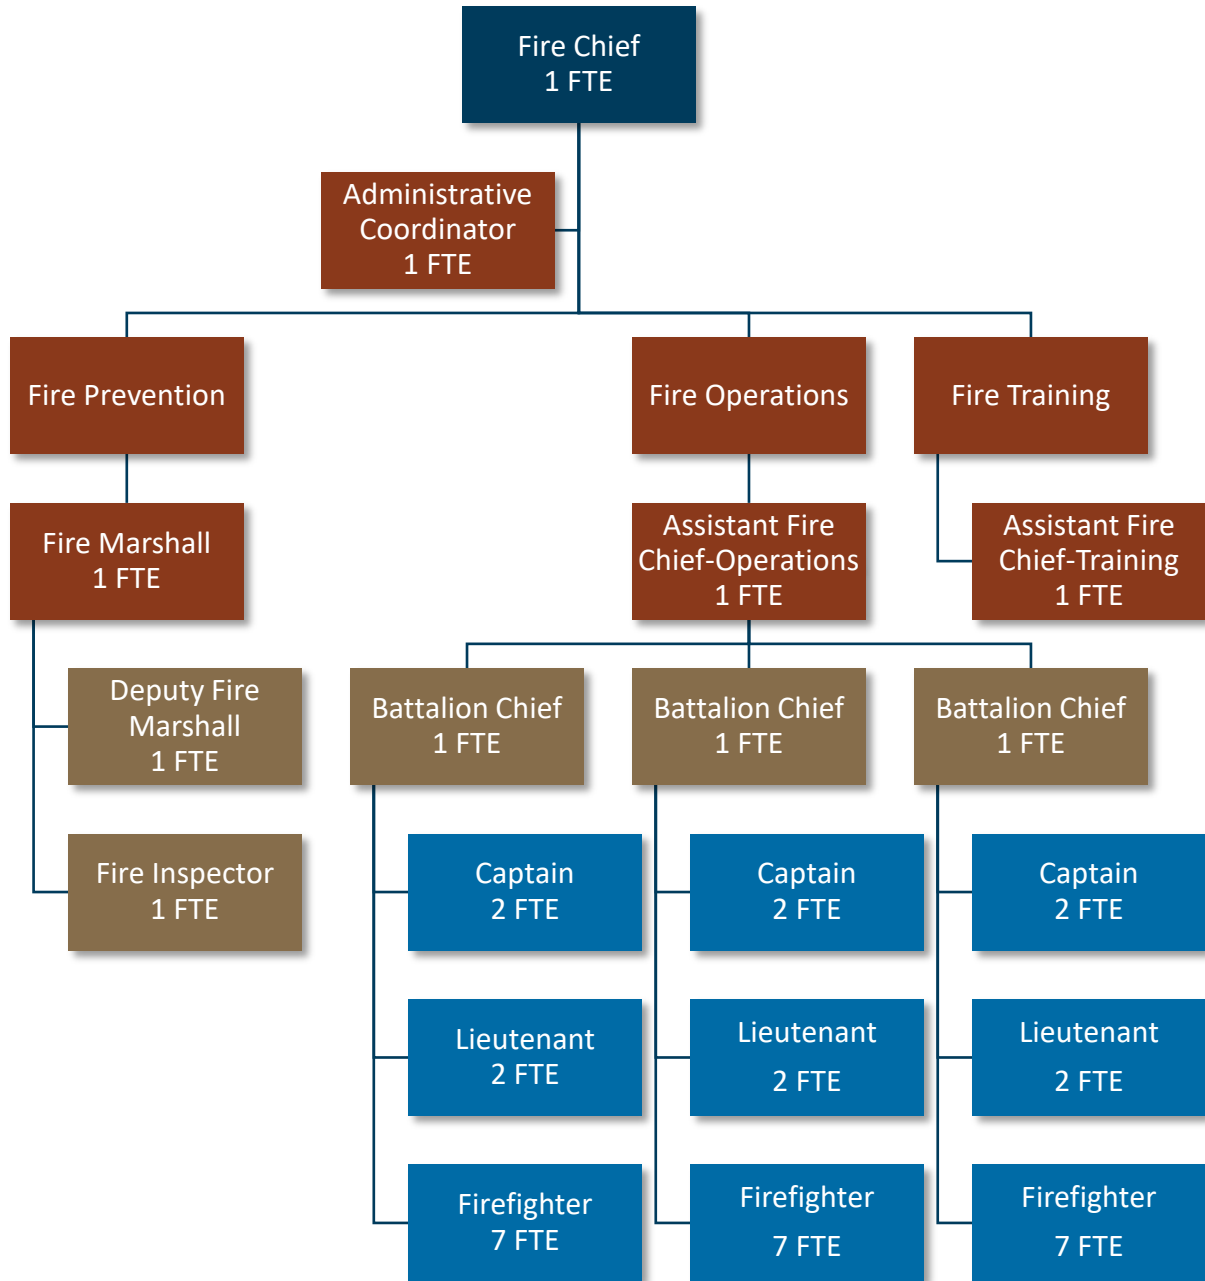 Fire Chief
1 FTE
Administrative
Coordinator
1 FTE
Fire Prevention
Fire Operations
Fire Training
Fire Marshall
1 FTE
Assistant Fire
Chief-Operations
1 FTE
Assistant Fire
Chief-Training
1 FTE
Deputy Fire
Marshall
1 FTE
Battalion Chief
1 FTE
Battalion Chief
1 FTE
Battalion Chief
1 FTE
Fire Inspector
1 FTE
Captain
2 FTE
Captain
2 FTE
Captain
2 FTE
Lieutenant
2 FTE
Lieutenant
2 FTE
Lieutenant
2 FTE
Firefighter
7 FTE
Firefighter
7 FTE
Firefighter
7 FTE